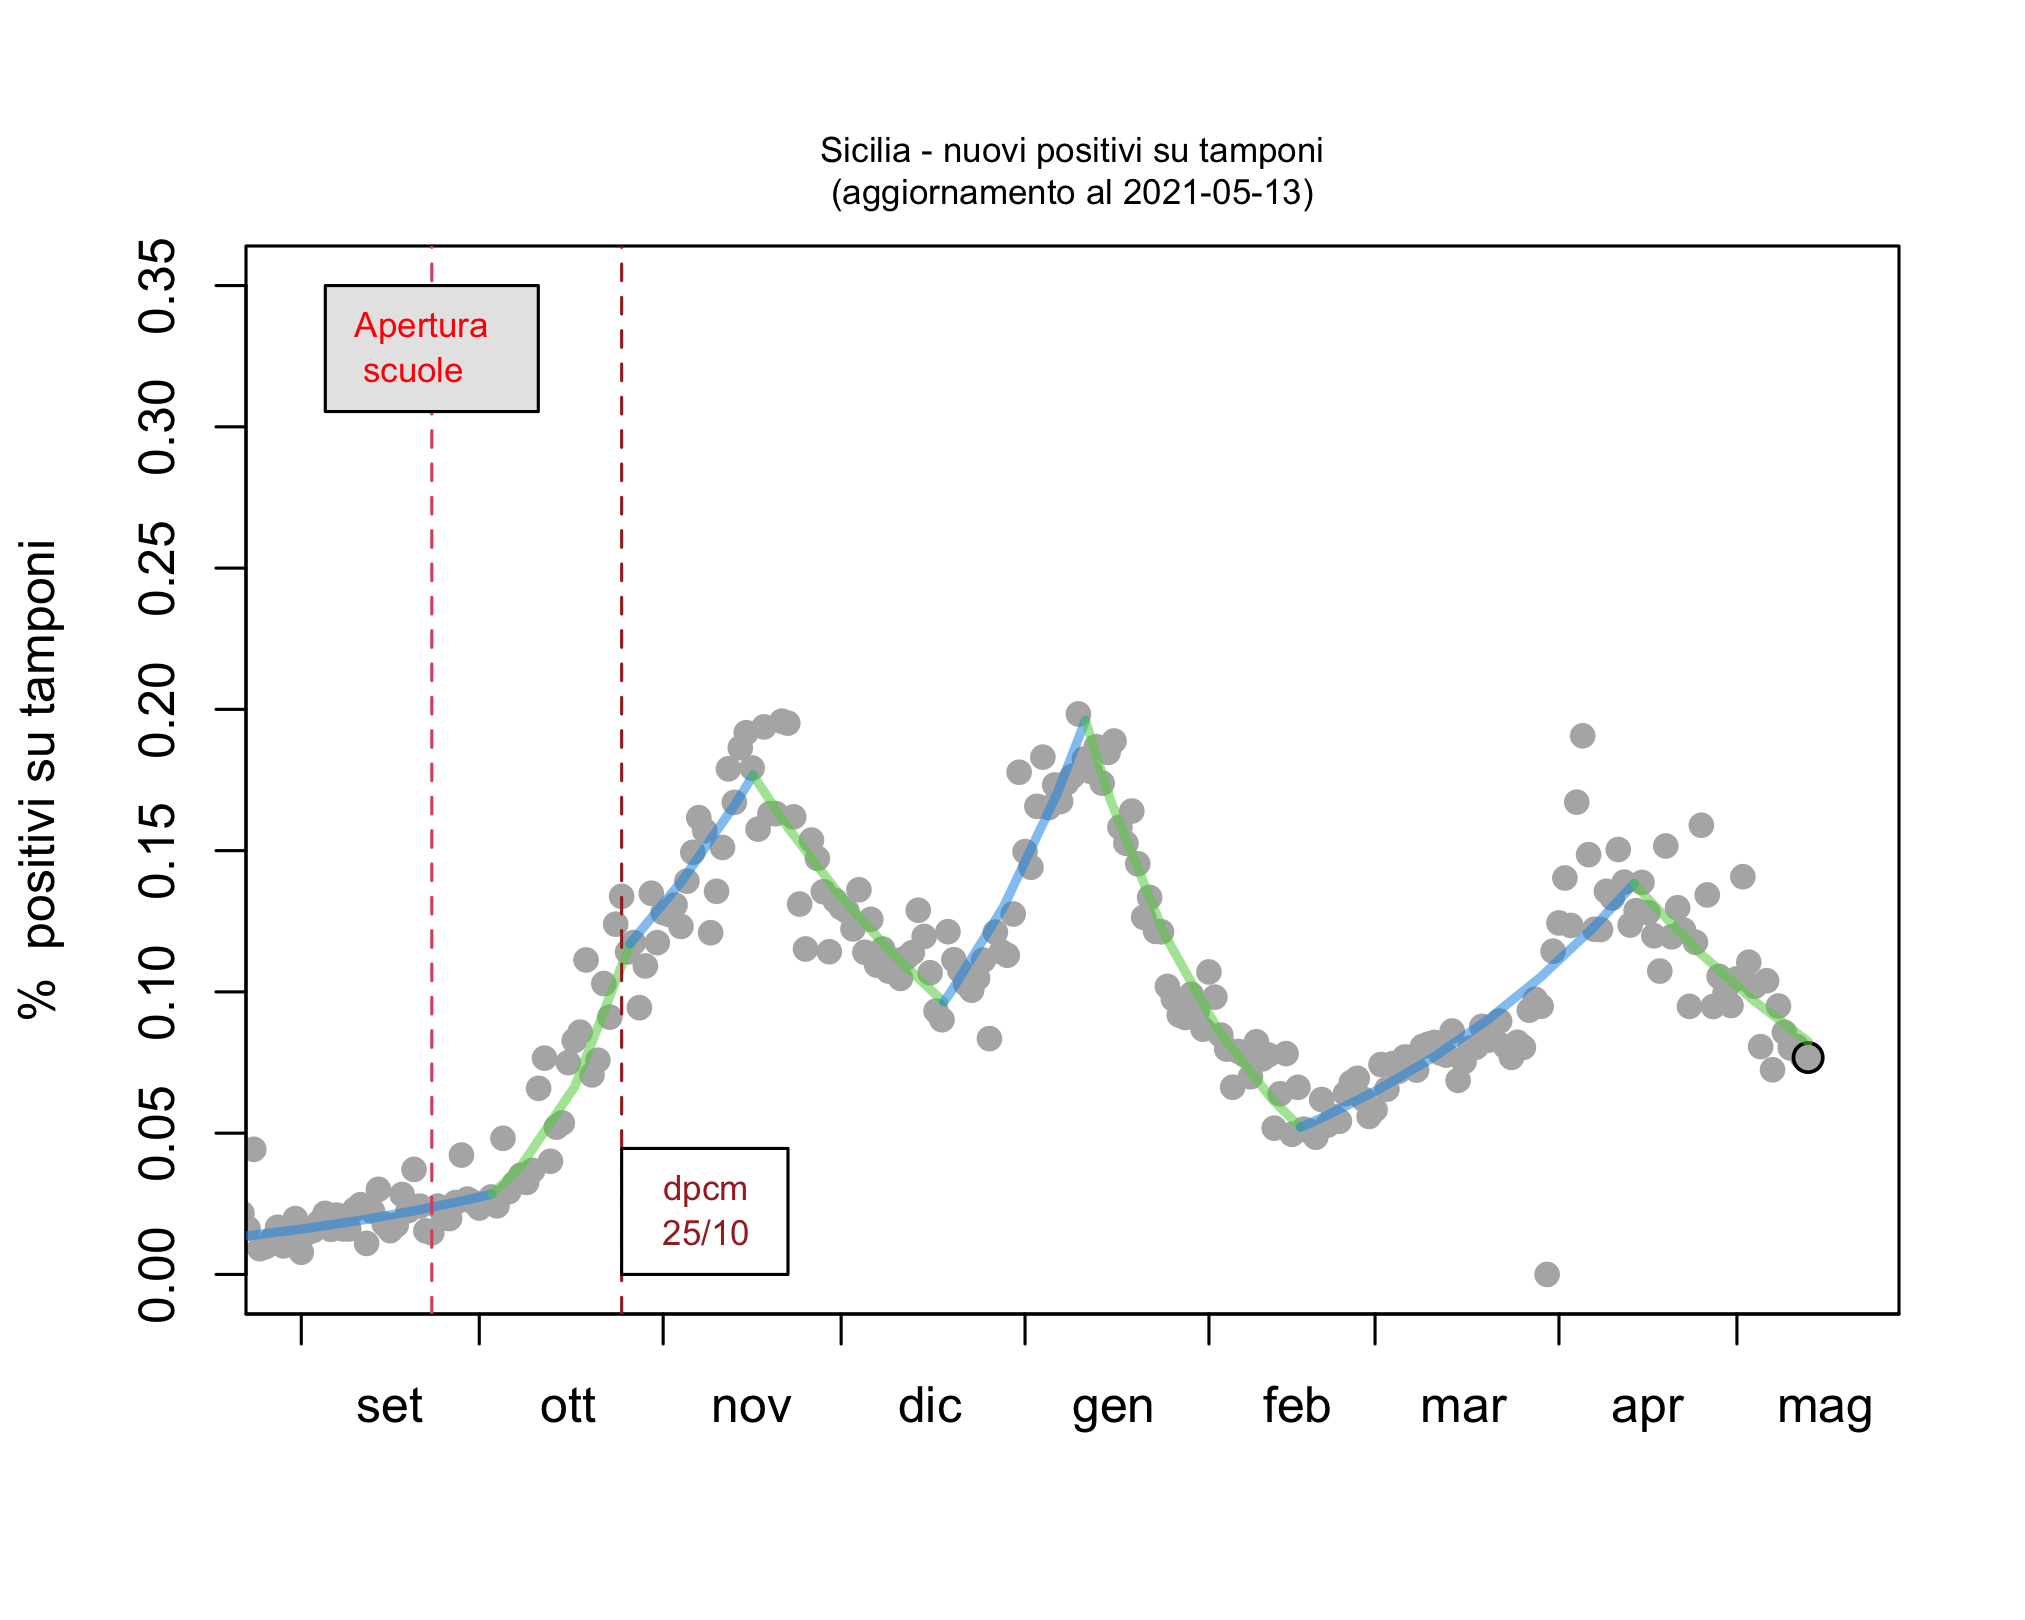 Sicilia - nuovi positivi su tamponi
(aggiornamento al 2021-05-13)
% positivi su tamponi
0.35
0.30
0.25
0.20
0.15
0.10
0.05
0.00
Apertura
scuole
dpcm
25/10
set ott nov dic gen feb mar apr mag